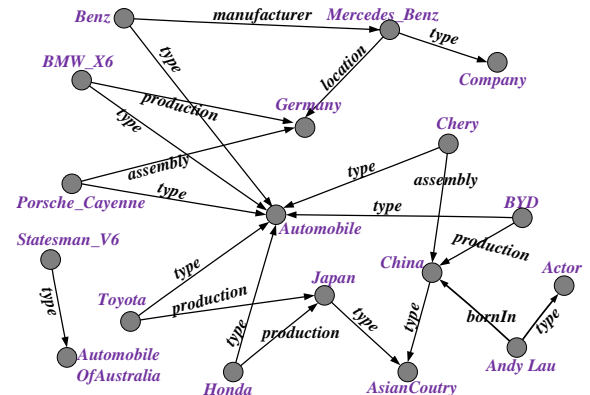 Benz
manufacturer
Mercedes_Benz
type
Company
type
location
BMW_X6
production
Germany
type
Chery
assembly
type
type
assembly
Porsche_Cayenne
type
BYD
Automobile
production
Statesman_V6
China
Actor
type
Japan
type
Toyota
production
type
bornIn
type
type
production
type
Automobile
OfAustralia
Andy Lau
Honda
AsianCoutry